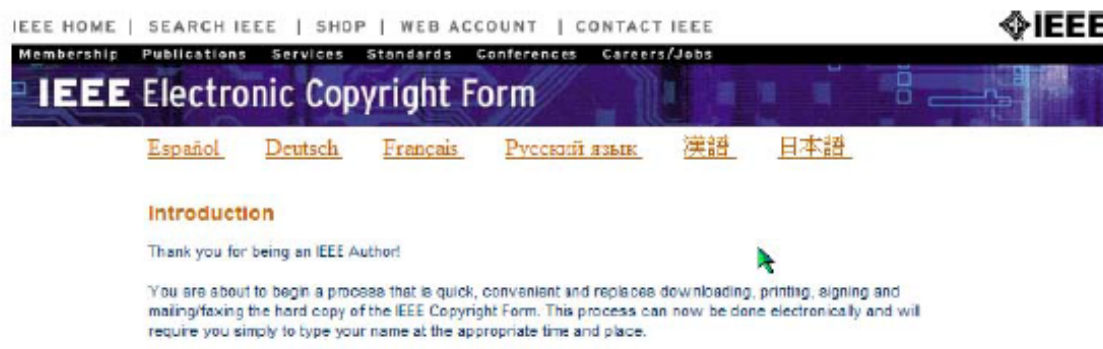 IEEE HOME | SEARCH IEEE | SHOP | WEB ACCOUNT | CONTACT IEEE IEEE
Membership Publications Services Standards Conferences Careers/Jobs
IEEE Electronic Copyright Form
Español Deutsch Français Русский язык 漢語 日本語
Introduction
Thank you for being an IEEE Author!
You are about to begin a process that is quick, convenient and replaces downloading, printing, signing and
mailing/faxing the hard copy of the IEEE Copyright Form. This process can now be done electronically and will
require you simply to type your name at the appropriate time and place.